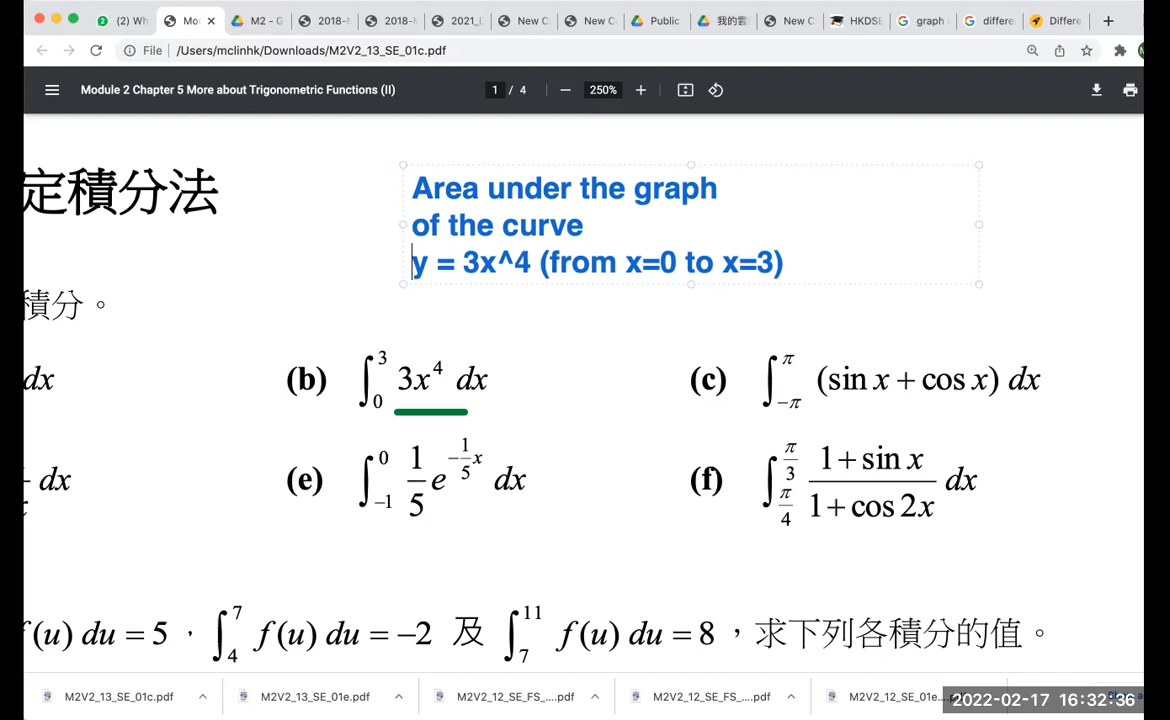 (2) Wh
Mo
M2 - G
2018-
2018-
2021_
New C
New C
Public
我的雲
New C
HKDSE
graph
differe
Differe
File
/Users/mclinhk/Downloads/M2V2_13_SE_01c.pdf
Module 2 Chapter 5 More about Trigonometric Functions (II)
1 / 4
250%
定積分法
Area under the graph
of the curve
y = 3x^4 (from x=0 to x=3)
積分。
dx
(b) ∫₀³ 3x⁴ dx
(c) ∫₋π^π (sin x + cos x) dx
dx
(e) ∫₋₁⁰ 1/5 e^(−1/5 x) dx
(f) ∫_(π/4)^(π/3) (1 + sin x)/(1 + cos 2x) dx
f(u) du = 5 , ∫₄⁷ f(u) du = −2 及 ∫₇¹¹ f(u) du = 8,求下列各積分的值。
M2V2_13_SE_01c.pdf
M2V2_13_SE_01e.pdf
M2V2_12_SE_FS_....pdf
M2V2_12_SE_FS_....pdf
M2V2_12_SE_01e
2022-02-17 16:32:36